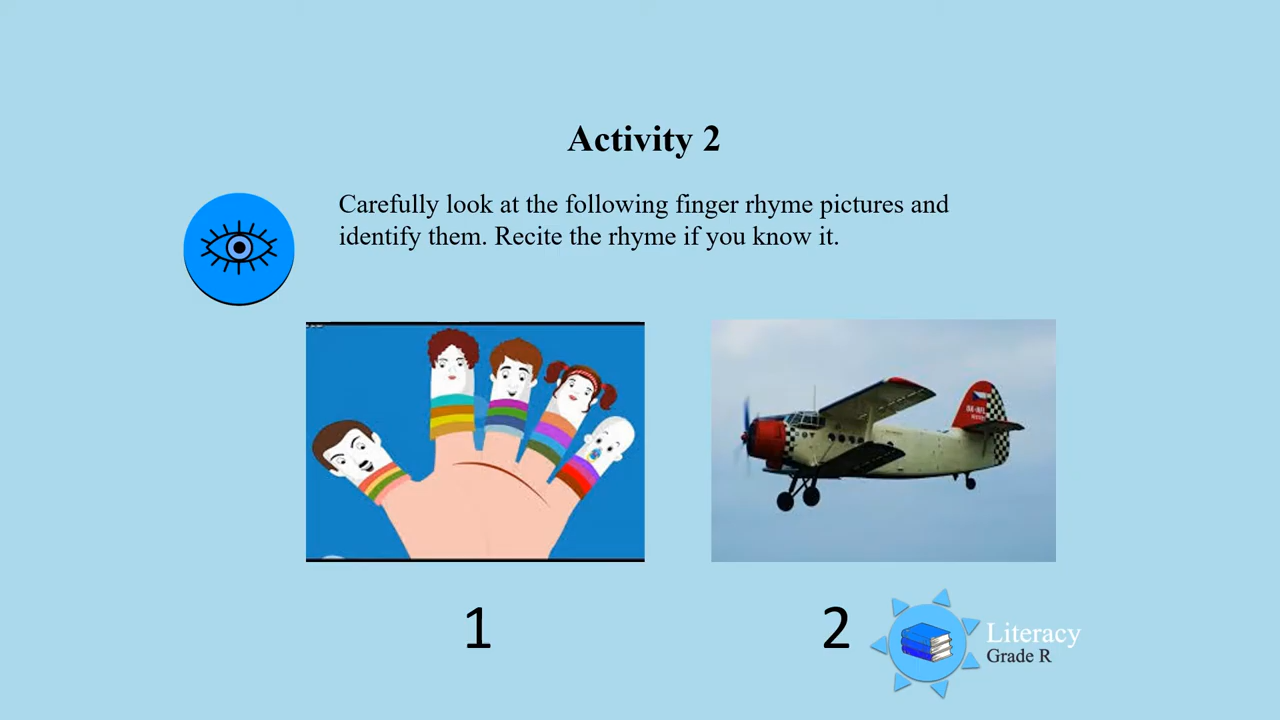 Activity 2
Carefully look at the following finger rhyme pictures and
identify them. Recite the rhyme if you know it.
1
2
Literacy
Grade R